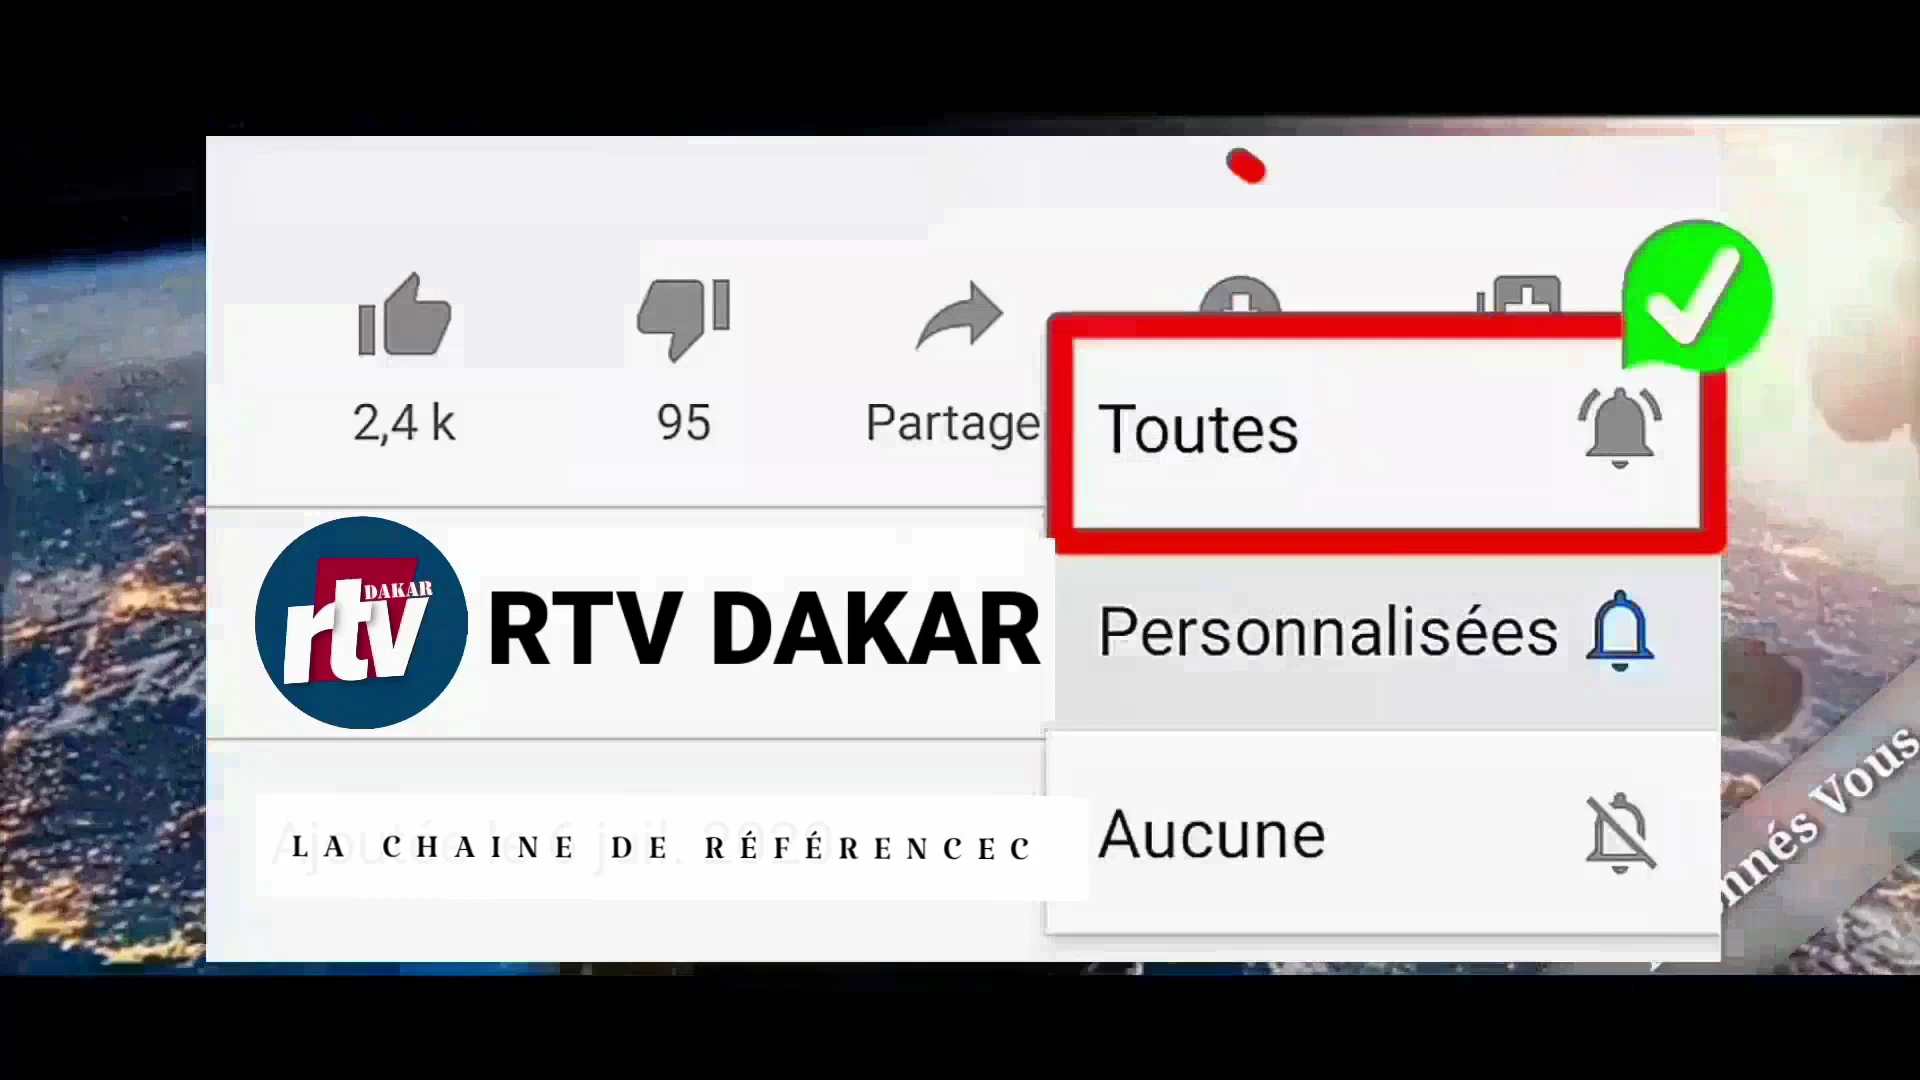 2,4 k
95
Partage
Toutes
rtv DAKAR
RTV DAKAR
Personnalisées
LA CHAINE DE RÉFÉRENCEC
Aucune
nnés Vous